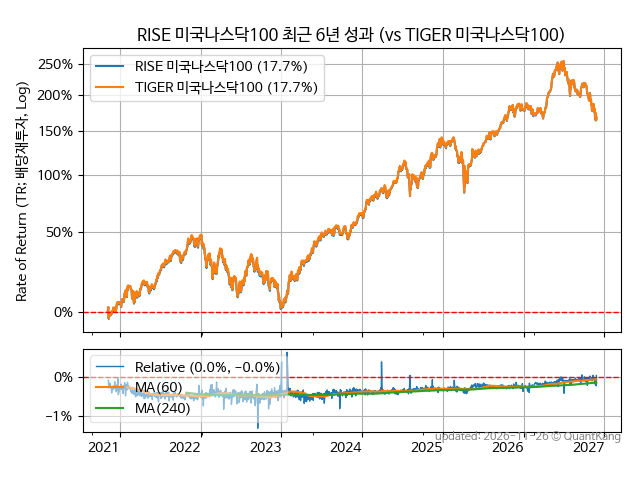 RISE 미국나스닥100 최근 6년 성과 (vs TIGER 미국나스닥100)
Rate of Return (TR: 배당재투자, Log)
250%
200%
150%
100%
50%
0%
RISE 미국나스닥100 (17.7%)
TIGER 미국나스닥100 (17.7%)
0%
−1%
Relative (0.0%, −0.0%)
MA(60)
MA(240)
updated: 2026-11-26 © QuantKang
2021 2022 2023 2024 2025 2026 2027